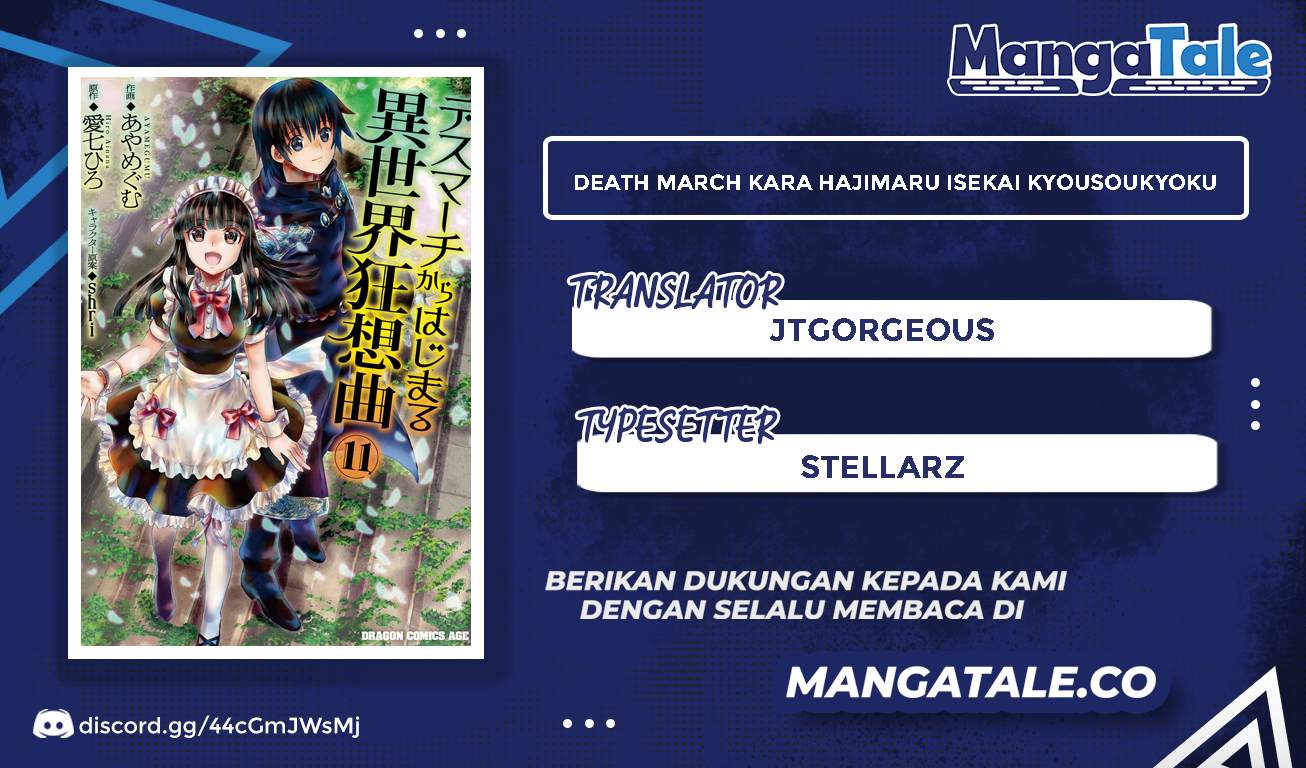 MangaTale
デスマーチからはじまる
異世界狂想曲
11
作画◆あやめぐむ
AYAMEGUMU
原作◆愛七ひろ
Hiro Ainana
キャラクター原案◆shri
DRAGON COMICS AGE
DEATH MARCH KARA HAJIMARU ISEKAI KYOUSOUKYOKU
TRANSLATOR
JTGORGEOUS
TYPESETTER
STELLARZ
BERIKAN DUKUNGAN KEPADA KAMI
DENGAN SELALU MEMBACA DI
MANGATALE.CO
discord.gg/44cGmJWsMj